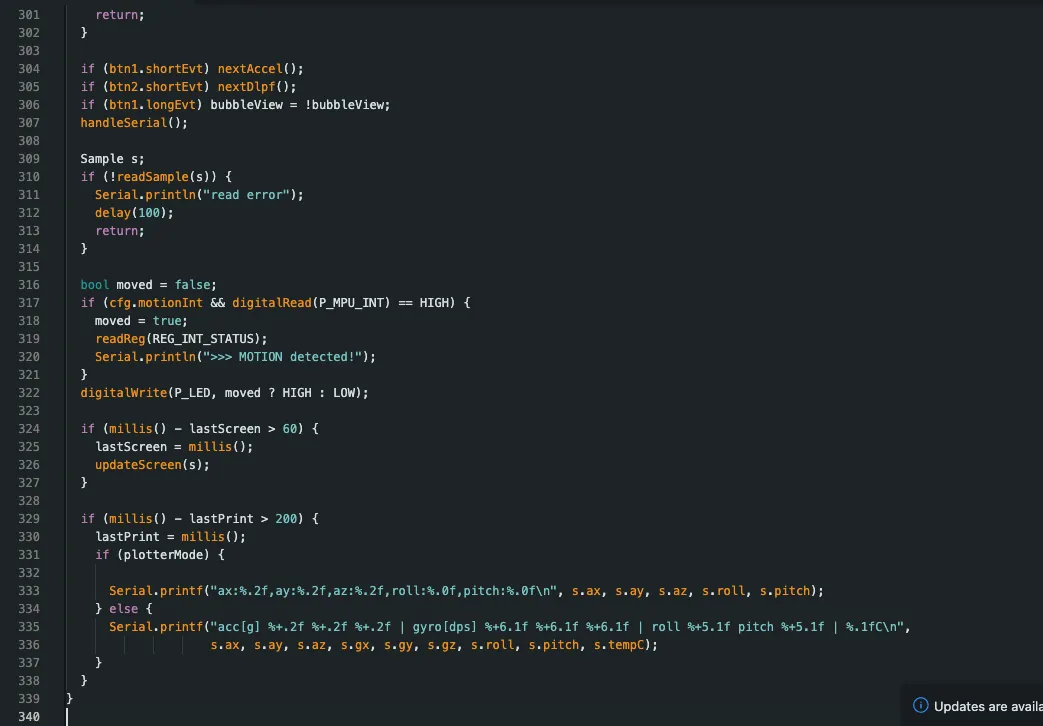 301     return;
302   }
303
304   if (btn1.shortEvt) nextAccel();
305   if (btn2.shortEvt) nextDlpf();
306   if (btn1.longEvt) bubbleView = !bubbleView;
307   handleSerial();
308
309   Sample s;
310   if (!readSample(s)) {
311     Serial.println("read error");
312     delay(100);
313     return;
314   }
315
316   bool moved = false;
317   if (cfg.motionInt && digitalRead(P_MPU_INT) == HIGH) {
318     moved = true;
319     readReg(REG_INT_STATUS);
320     Serial.println(">>> MOTION detected!");
321   }
322   digitalWrite(P_LED, moved ? HIGH : LOW);
323
324   if (millis() - lastScreen > 60) {
325     lastScreen = millis();
326     updateScreen(s);
327   }
328
329   if (millis() - lastPrint > 200) {
330     lastPrint = millis();
331     if (plotterMode) {
332
333       Serial.printf("ax:%.2f,ay:%.2f,az:%.2f,roll:%.0f,pitch:%.0f\n", s.ax, s.ay, s.az, s.roll, s.pitch);
334     } else {
335       Serial.printf("acc[g] %+.2f %+.2f %+.2f | gyro[dps] %+6.1f %+6.1f %+6.1f | roll %+5.1f pitch %+5.1f | %.1fC\n",
336                     s.ax, s.ay, s.az, s.gx, s.gy, s.gz, s.roll, s.pitch, s.tempC);
337     }
338   }
339 }
340
Updates are availa